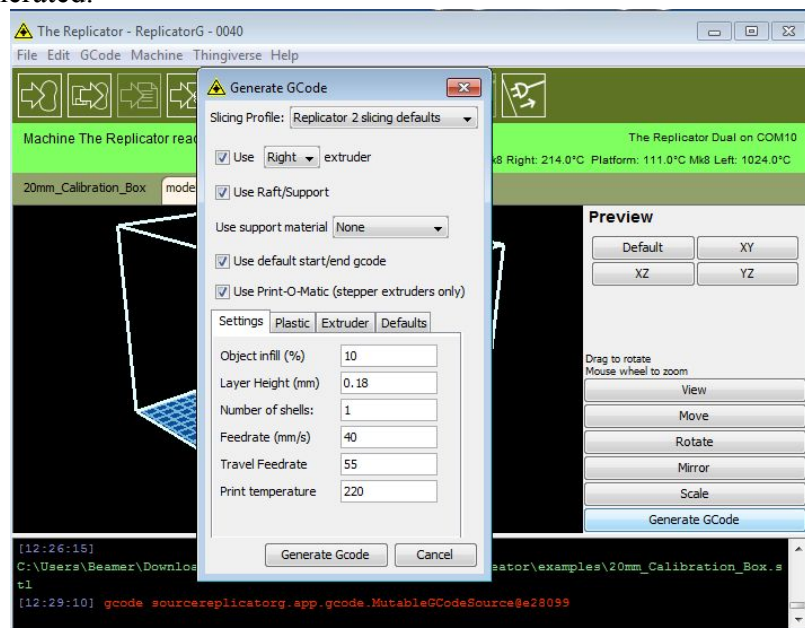 The Replicator - ReplicatorG - 0040
File Edit GCode Machine Thingiverse Help
Generate GCode
Slicing Profile: Replicator 2 slicing defaults
Machine The Replicator
The Replicator Dual on COM10
Use Right extruder
Right: 214.0°C Platform: 111.0°C Mk8 Left: 1024.0°C
20mm_Calibration_Box
Use Raft/Support
Use support material None
Use default start/end gcode
Use Print-O-Matic (stepper extruders only)
Settings Plastic Extruder Defaults
Object infill (%) 10
Layer Height (mm) 0.18
Number of shells: 1
Feedrate (mm/s) 40
Travel Feedrate 55
Print temperature 220
Generate Gcode Cancel
Preview
Default XY
XZ YZ
Drag to rotate
Mouse wheel to zoom
View
Move
Rotate
Mirror
Scale
Generate GCode
[12:26:15]
C:\Users\Beamer\Downloa eator\examples\20mm_Calibration_Box.s
tl
[12:29:10] gcode sourcereplicatorg.app.gcode.MutableGCodeSource@e28099